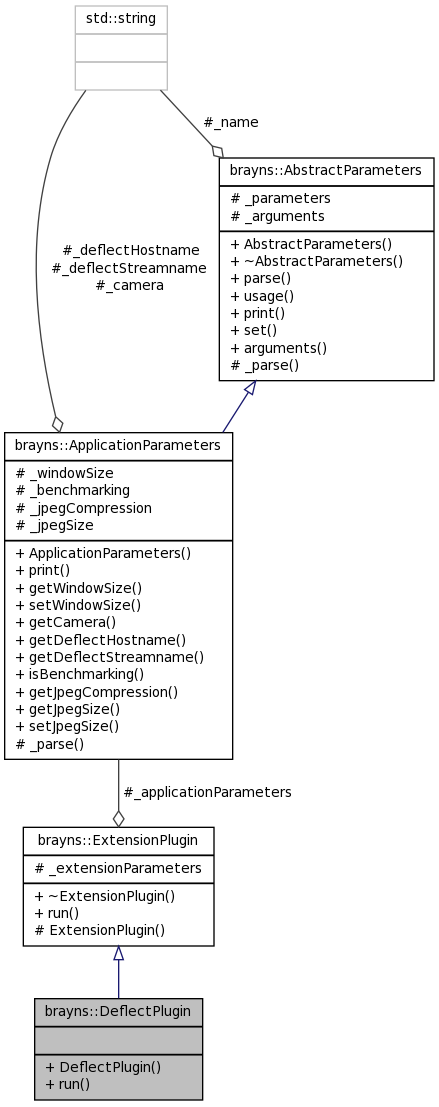 std::string
#_name
brayns::AbstractParameters
# _parameters
# _arguments
+ AbstractParameters()
+ ~AbstractParameters()
+ parse()
+ usage()
+ print()
+ set()
+ arguments()
# _parse()
#_deflectHostname
#_deflectStreamname
#_camera
brayns::ApplicationParameters
# _windowSize
# _benchmarking
# _jpegCompression
# _jpegSize
+ ApplicationParameters()
+ print()
+ getWindowSize()
+ setWindowSize()
+ getCamera()
+ getDeflectHostname()
+ getDeflectStreamname()
+ isBenchmarking()
+ getJpegCompression()
+ getJpegSize()
+ setJpegSize()
# _parse()
#_applicationParameters
brayns::ExtensionPlugin
# _extensionParameters
+ ~ExtensionPlugin()
+ run()
# ExtensionPlugin()
brayns::DeflectPlugin
+ DeflectPlugin()
+ run()